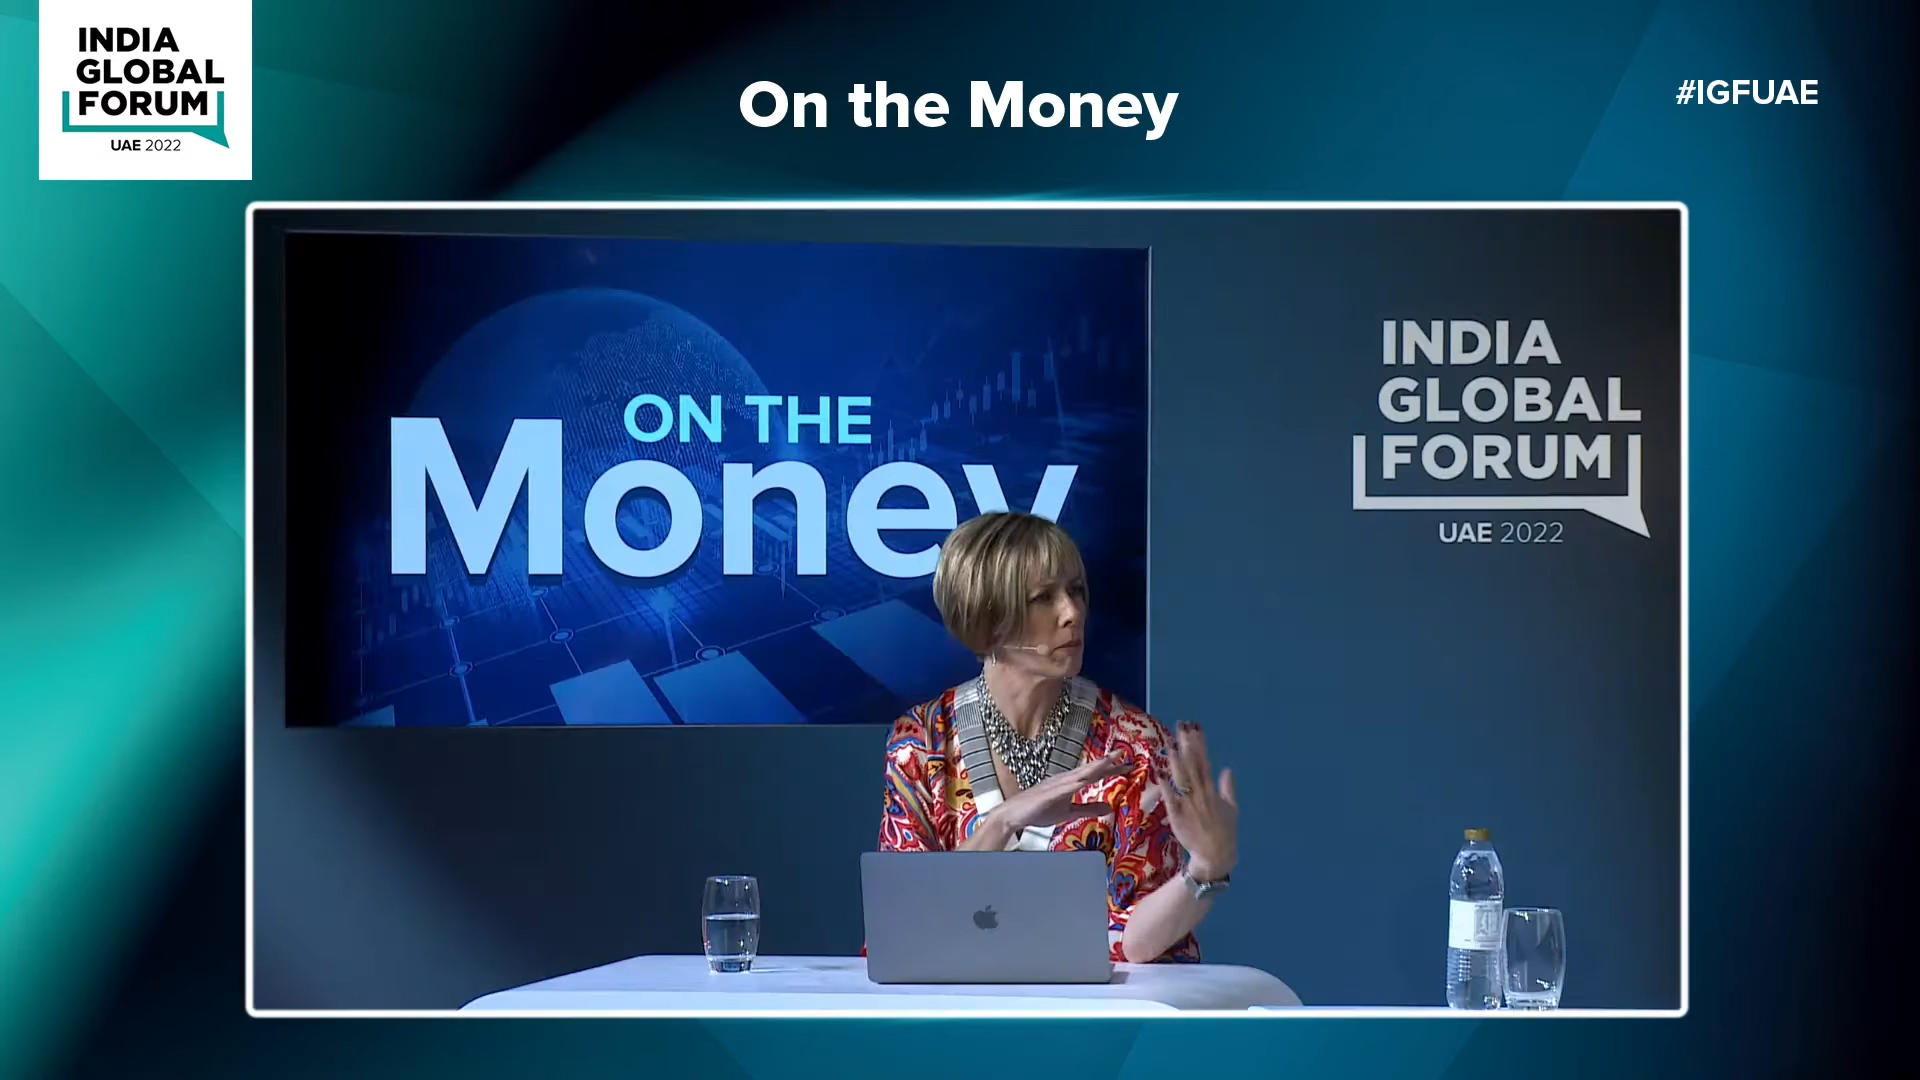 INDIA
GLOBAL
FORUM
UAE 2022
On the Money
#IGFUAE
ON THE
Money
INDIA
GLOBAL
FORUM
UAE 2022